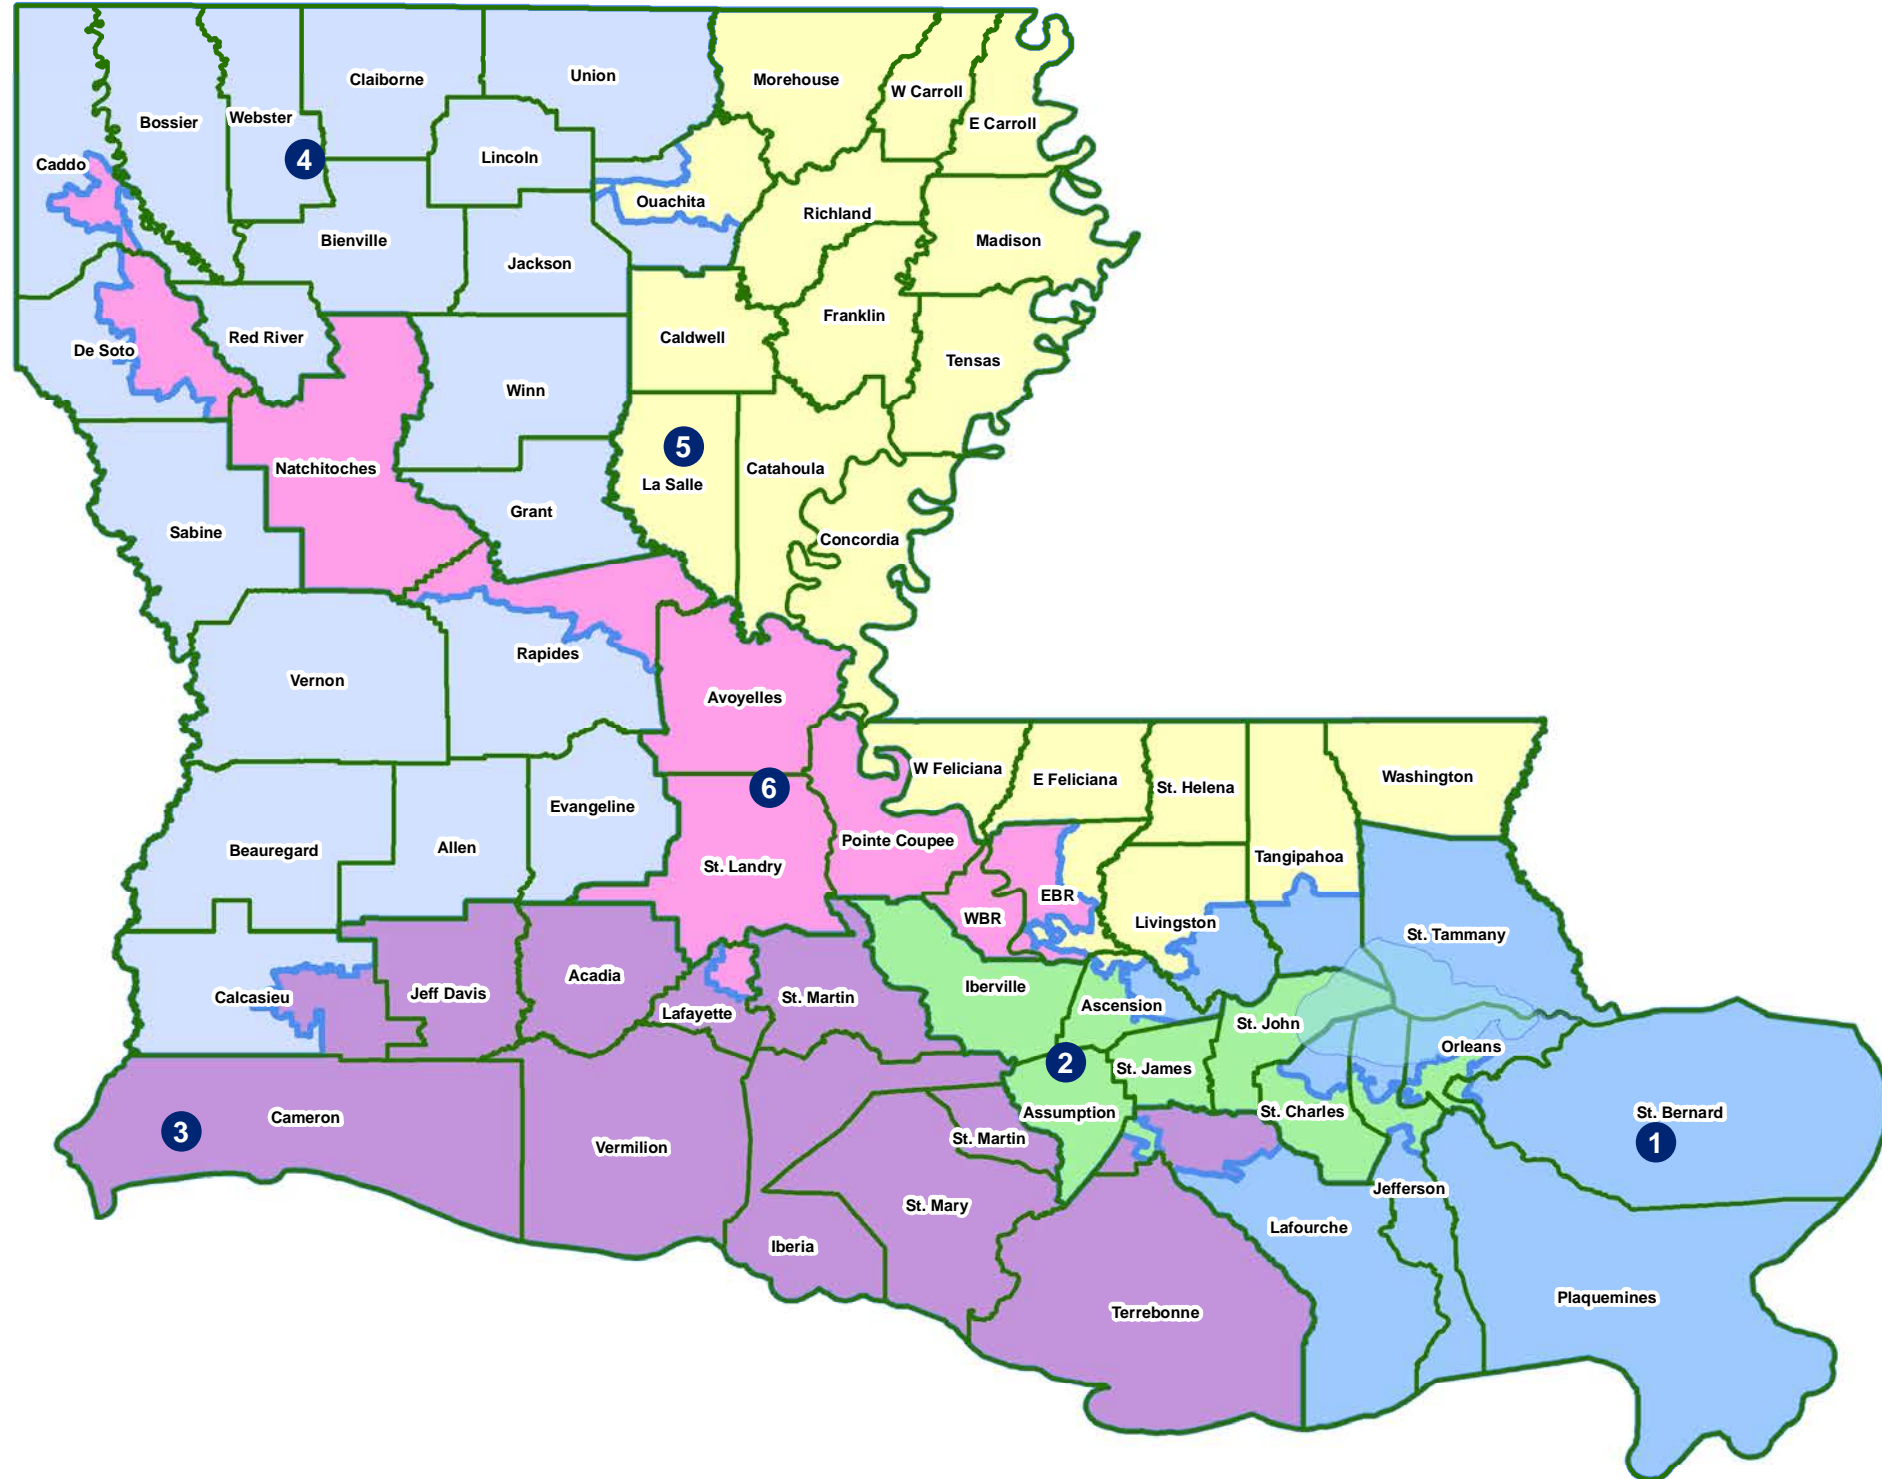 Claiborne
Union
Morehouse
W Carroll
E Carroll
Bossier
Webster
Caddo
4
Lincoln
Ouachita
Richland
Madison
Bienville
Jackson
De Soto
Red River
Caldwell
Franklin
Tensas
Winn
5
La Salle
Catahoula
Natchitoches
Sabine
Grant
Concordia
Vernon
Rapides
Avoyelles
6
W Feliciana
E Feliciana
St. Helena
Washington
Beauregard
Allen
Evangeline
St. Landry
Pointe Coupee
Tangipahoa
EBR
WBR
Livingston
St. Tammany
Calcasieu
Jeff Davis
Acadia
Lafayette
St. Martin
Iberville
Ascension
St. John
Orleans
2
St. James
Assumption
St. Charles
St. Bernard
1
Cameron
3
Vermilion
St. Martin
St. Mary
Iberia
Jefferson
Lafourche
Terrebonne
Plaquemines